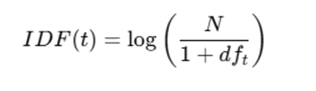 IDF(t) = log(N / (1 + df_t))